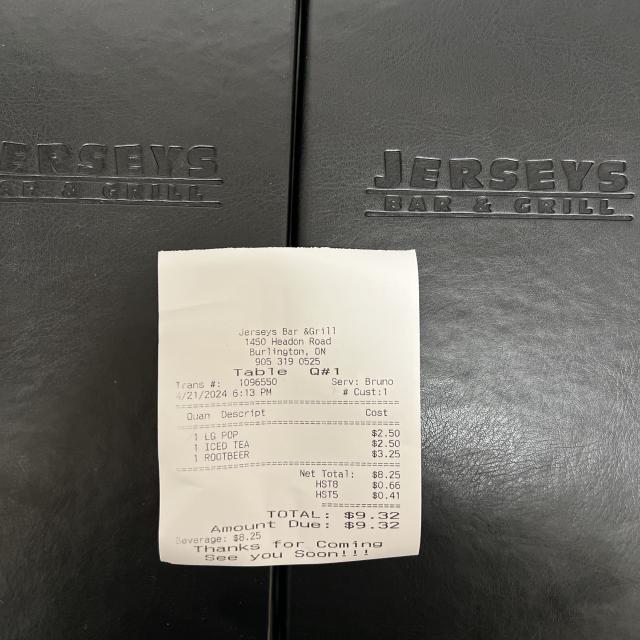 JERSEYS
BAR & GRILL
JERSEYS
BAR & GRILL
Jerseys Bar &Grill
1450 Headon Road
Burlington, ON
905 319 0525
Table Q#1
Trans #: 1096550 Serv: Bruno
4/21/2024 6:13 PM # Cust:1
Quan Descript Cost
1 LG POP $2.50
1 ICED TEA $2.50
1 ROOTBEER $3.25
Net Total: $8.25
HST8 $0.66
HST5 $0.41
TOTAL: $9.32
Amount Due: $9.32
Beverage: $8.25
Thanks for Coming
See you Soon!!!